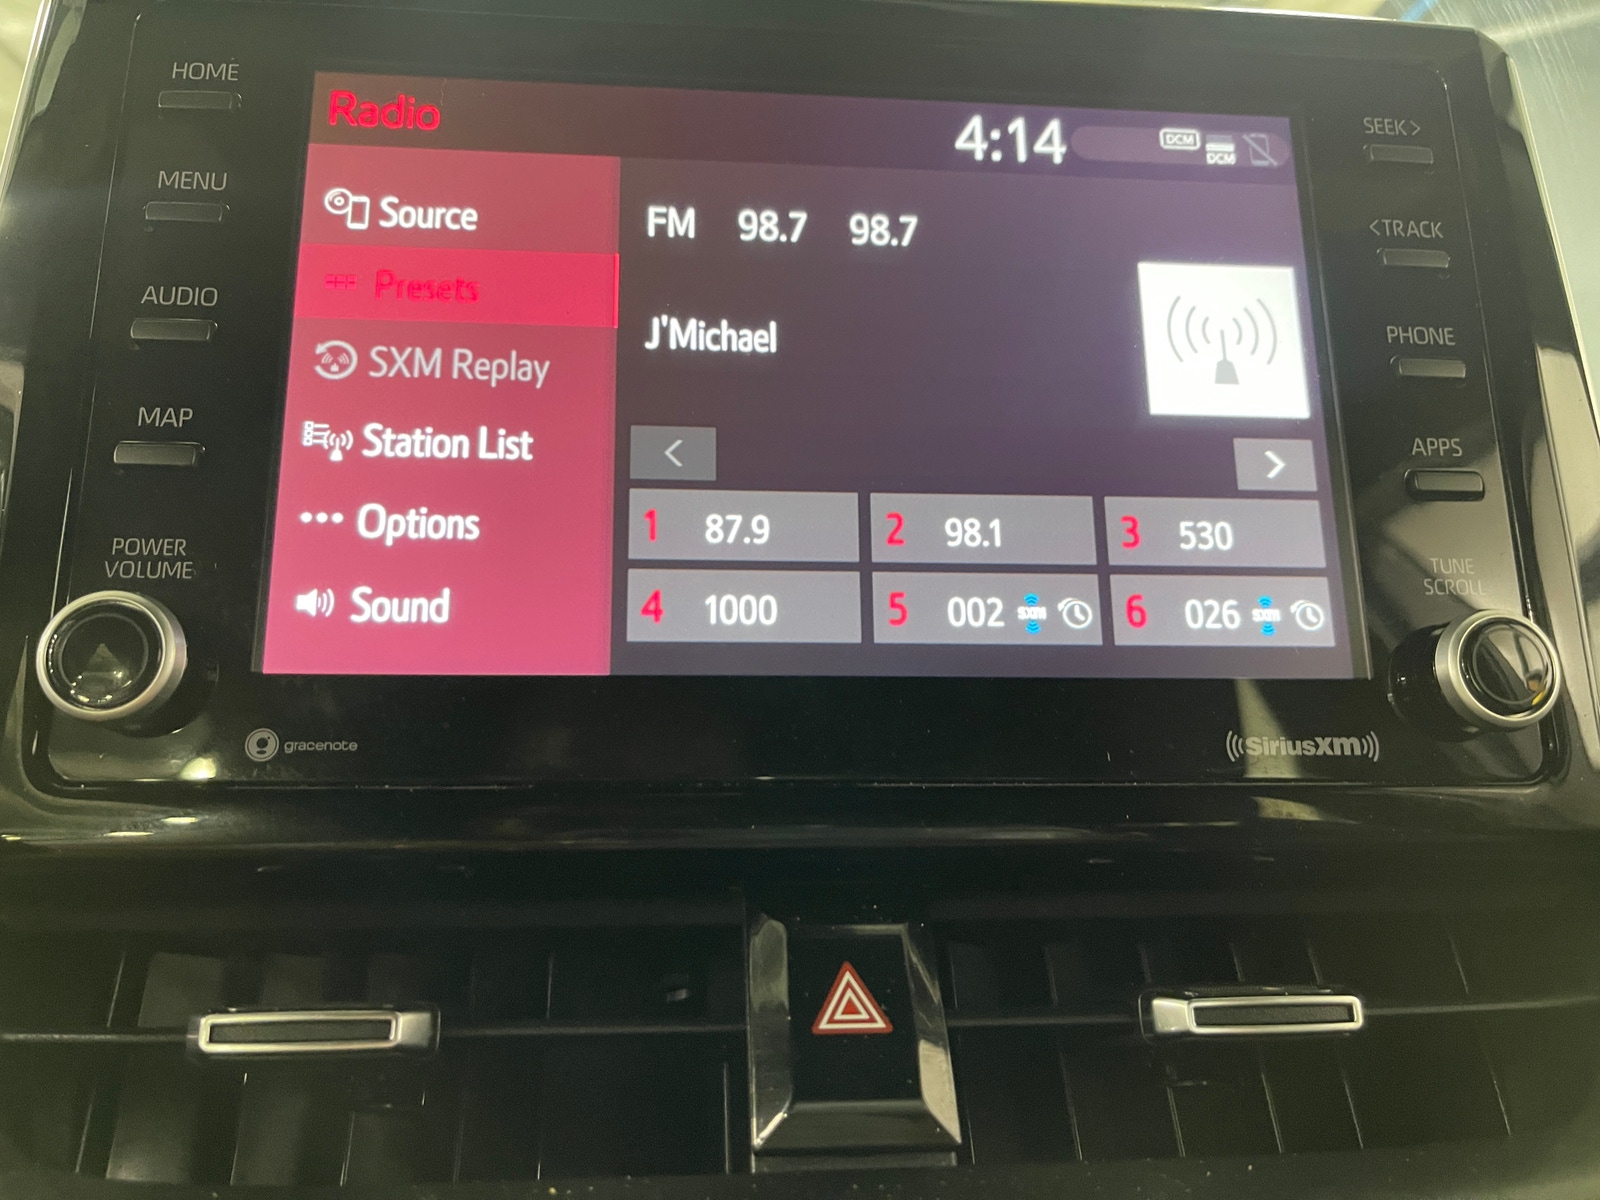 HOME
MENU
AUDIO
MAP
POWER
VOLUME
Radio
4:14
DCM
DCM
Source
Presets
SXM Replay
Station List
Options
Sound
FM 98.7 98.7
J'Michael
<
>
1 87.9
2 98.1
3 530
4 1000
5 002 sxm
6 026 sxm
SEEK>
<TRACK
PHONE
APPS
TUNE
SCROLL
gracenote
((SiriusXM))